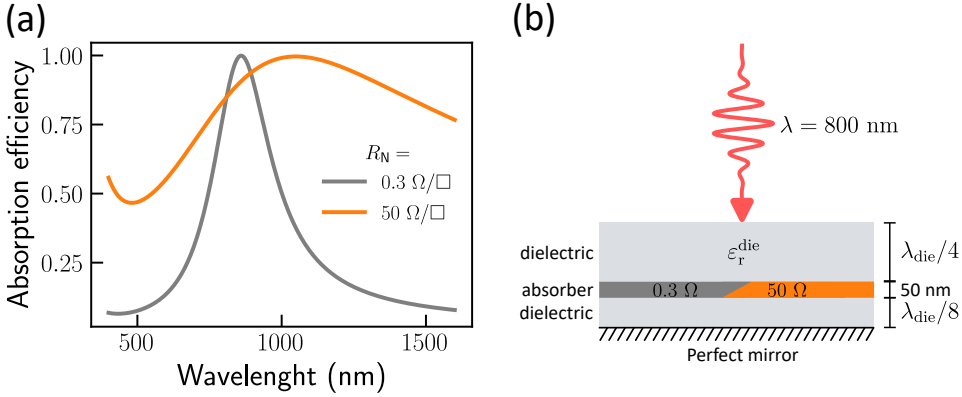 (a)
Absorption efficiency
1.00
0.75
0.50
0.25
R_N =
0.3 Ω/□
50 Ω/□
500
1000
1500
Wavelenght (nm)
(b)
λ = 800 nm
dielectric
ε_r^die
λ_die/4
absorber
0.3 Ω
50 Ω
50 nm
dielectric
λ_die/8
Perfect mirror